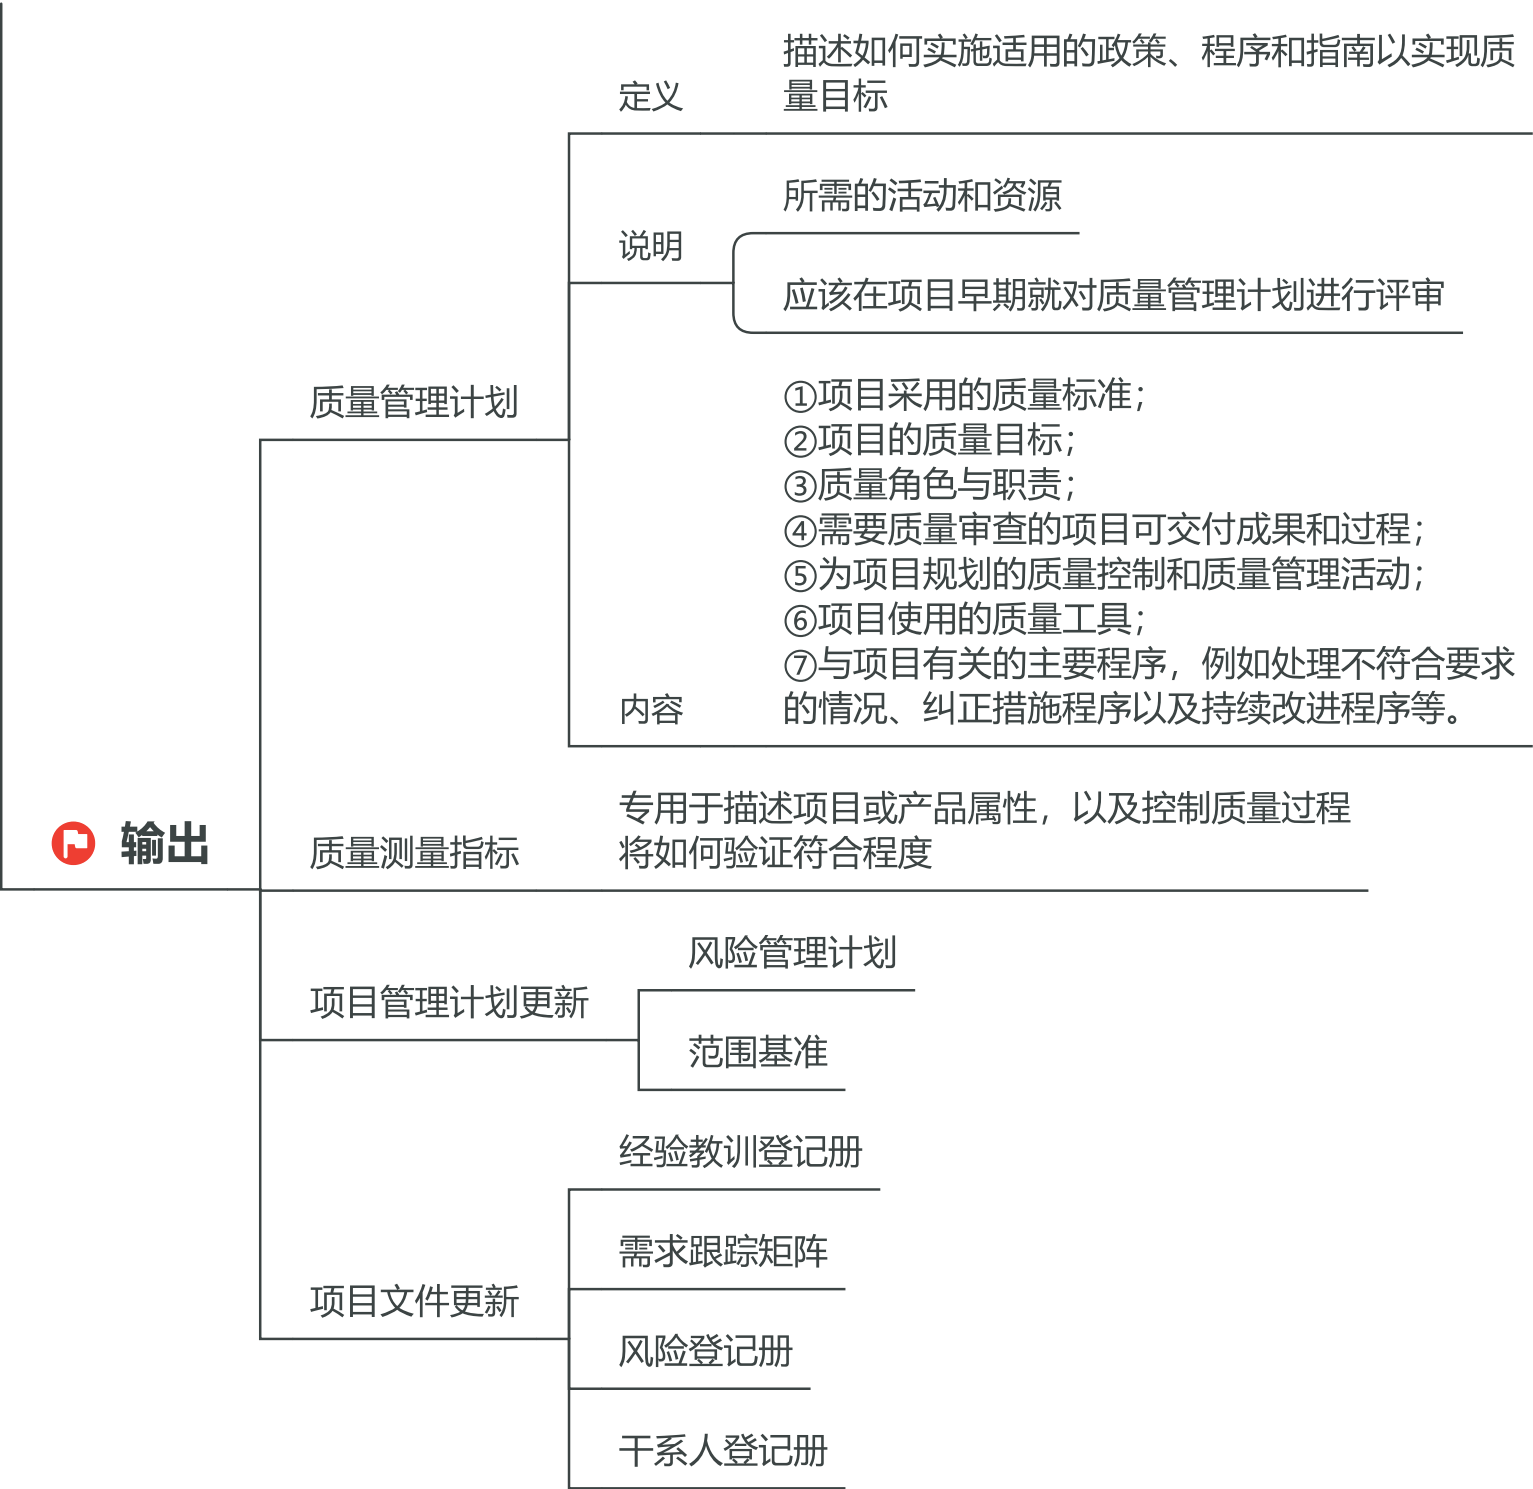 输出
质量管理计划
定义
描述如何实施适用的政策、程序和指南以实现质
量目标
说明
所需的活动和资源
应该在项目早期就对质量管理计划进行评审
内容
①项目采用的质量标准；
②项目的质量目标；
③质量角色与职责；
④需要质量审查的项目可交付成果和过程；
⑤为项目规划的质量控制和质量管理活动；
⑥项目使用的质量工具；
⑦与项目有关的主要程序，例如处理不符合要求
的情况、纠正措施程序以及持续改进程序等。
质量测量指标
专用于描述项目或产品属性，以及控制质量过程
将如何验证符合程度
项目管理计划更新
风险管理计划
范围基准
项目文件更新
经验教训登记册
需求跟踪矩阵
风险登记册
干系人登记册